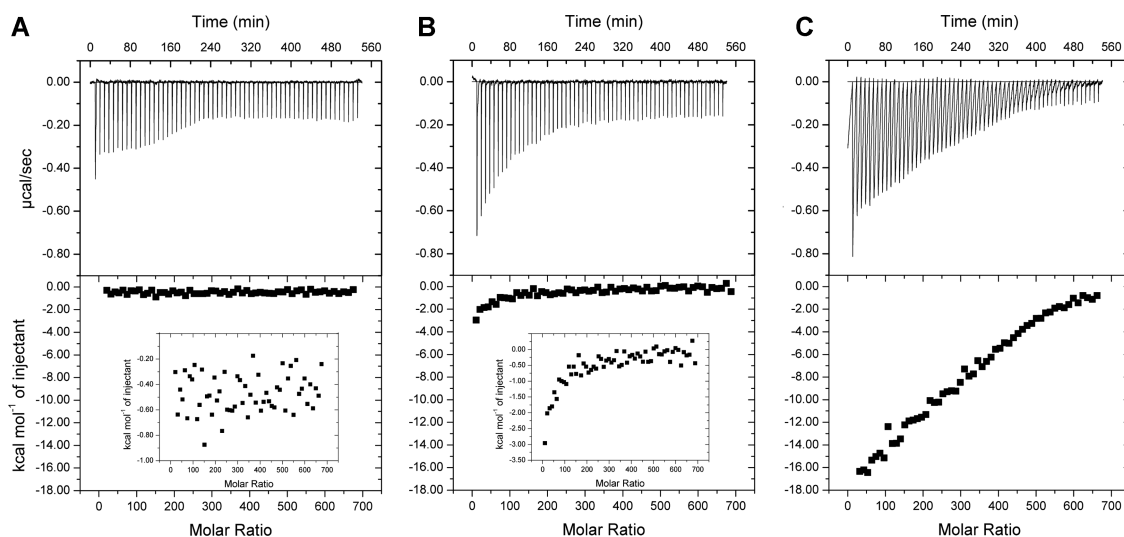 A
Time (min)
0 80 160 240 320 400 480 560
0.00
-0.20
-0.40
-0.60
-0.80
µcal/sec
0.00
-2.00
-4.00
-6.00
-8.00
-10.00
-12.00
-14.00
-16.00
-18.00
kcal mol⁻¹ of injectant
-0.20
-0.40
-0.60
-0.80
-1.00
kcal mol⁻¹ of injectant
0 100 200 300 400 500 600 700
Molar Ratio
0 100 200 300 400 500 600 700
Molar Ratio
B
Time (min)
0 80 160 240 320 400 480 560
0.00
-0.20
-0.40
-0.60
-0.80
0.00
-2.00
-4.00
-6.00
-8.00
-10.00
-12.00
-14.00
-16.00
-18.00
0.00
-0.50
-1.00
-1.50
-2.00
-2.50
-3.00
-3.50
kcal mol⁻¹ of injectant
0 100 200 300 400 500 600 700
Molar Ratio
0 100 200 300 400 500 600 700
Molar Ratio
C
Time (min)
0 80 160 240 320 400 480 560
0.00
-0.20
-0.40
-0.60
-0.80
0.00
-2.00
-4.00
-6.00
-8.00
-10.00
-12.00
-14.00
-16.00
-18.00
0 100 200 300 400 500 600 700
Molar Ratio